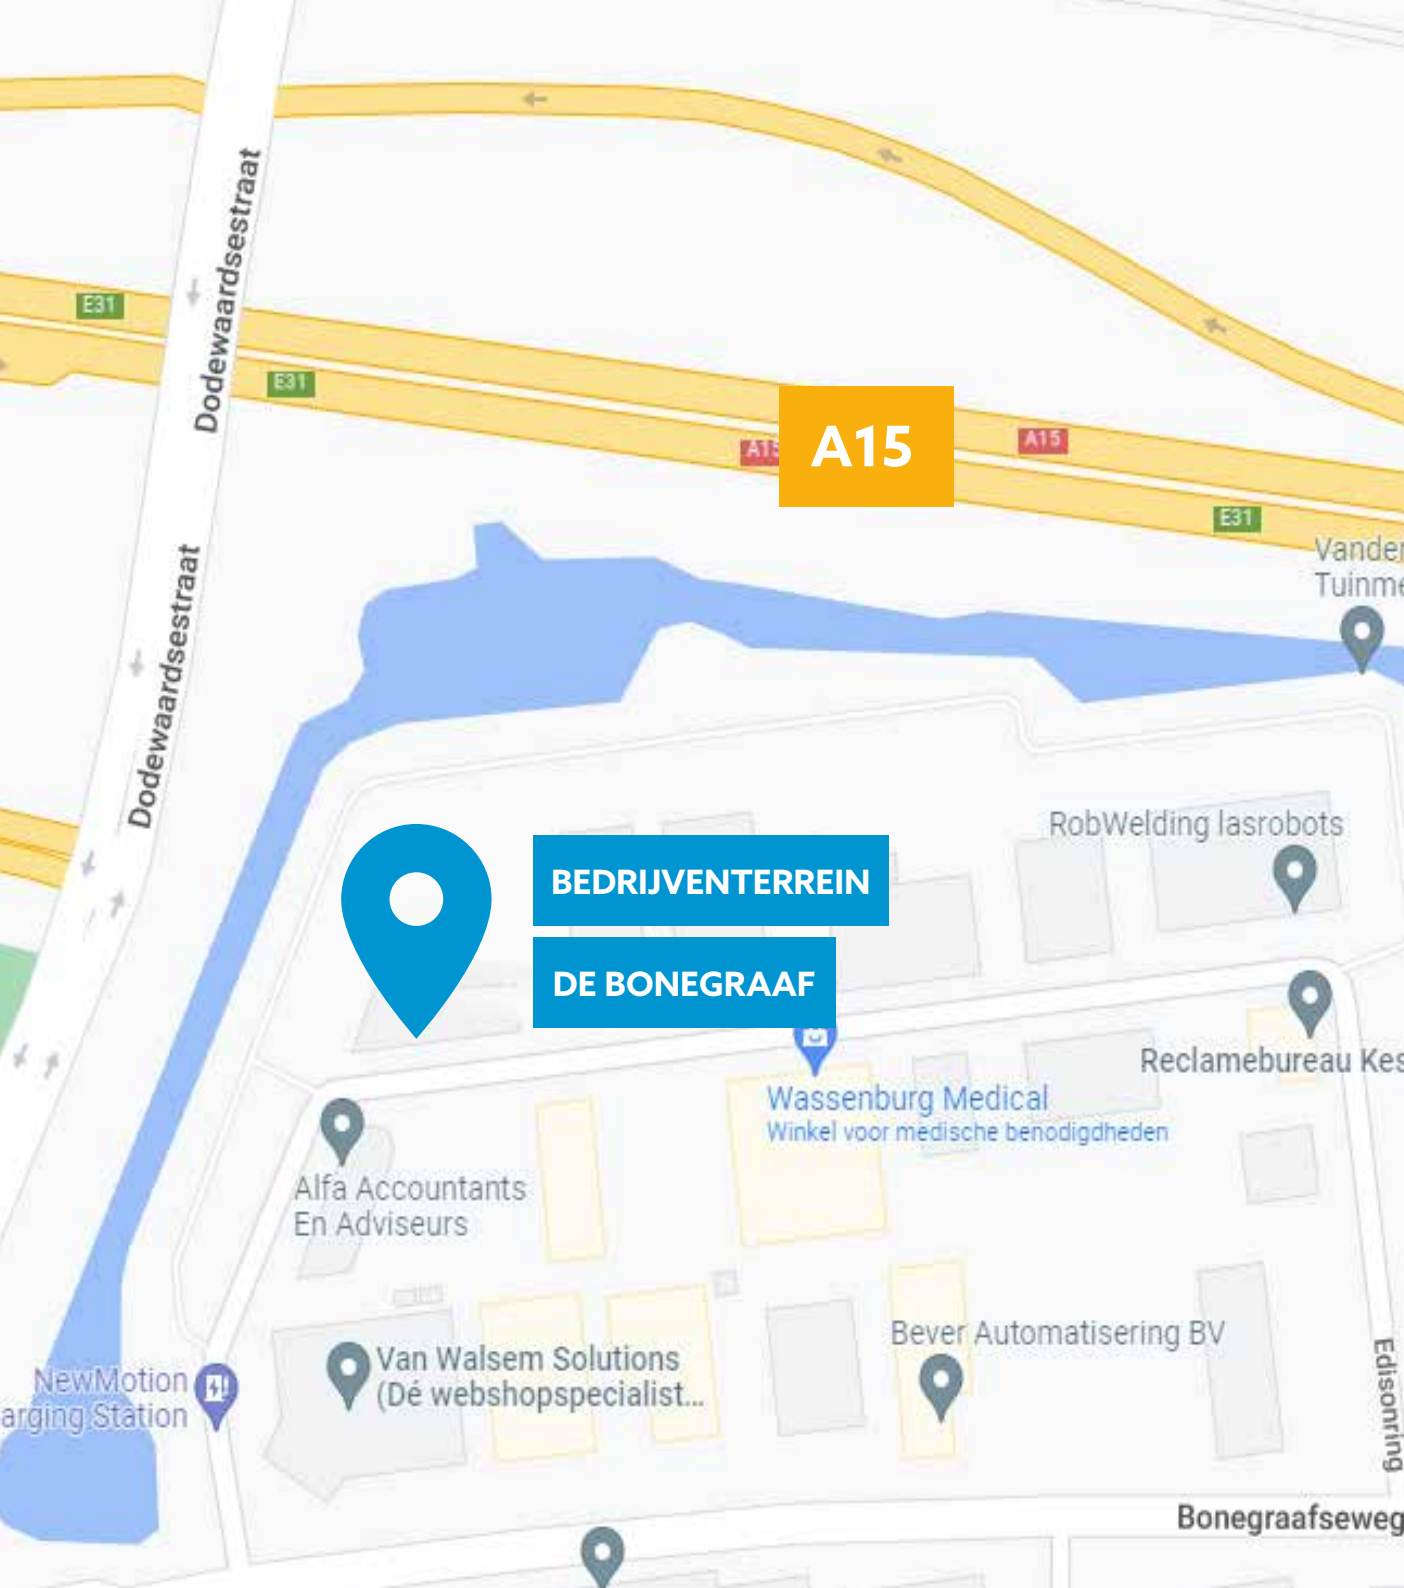 Dodewaardsestraat
E31
E31
A15
A15
A15
E31
Vander
Tuinme
Dodewaardsestraat
RobWelding lasrobots
BEDRIJVENTERREIN
DE BONEGRAAF
Reclamebureau Kes
Wassenburg Medical
Winkel voor medische benodigdheden
Alfa Accountants
En Adviseurs
Bever Automatisering BV
Van Walsem Solutions
(Dé webshopspecialist...
NewMotion
arging Station
Edisonring
Bonegraafseweg